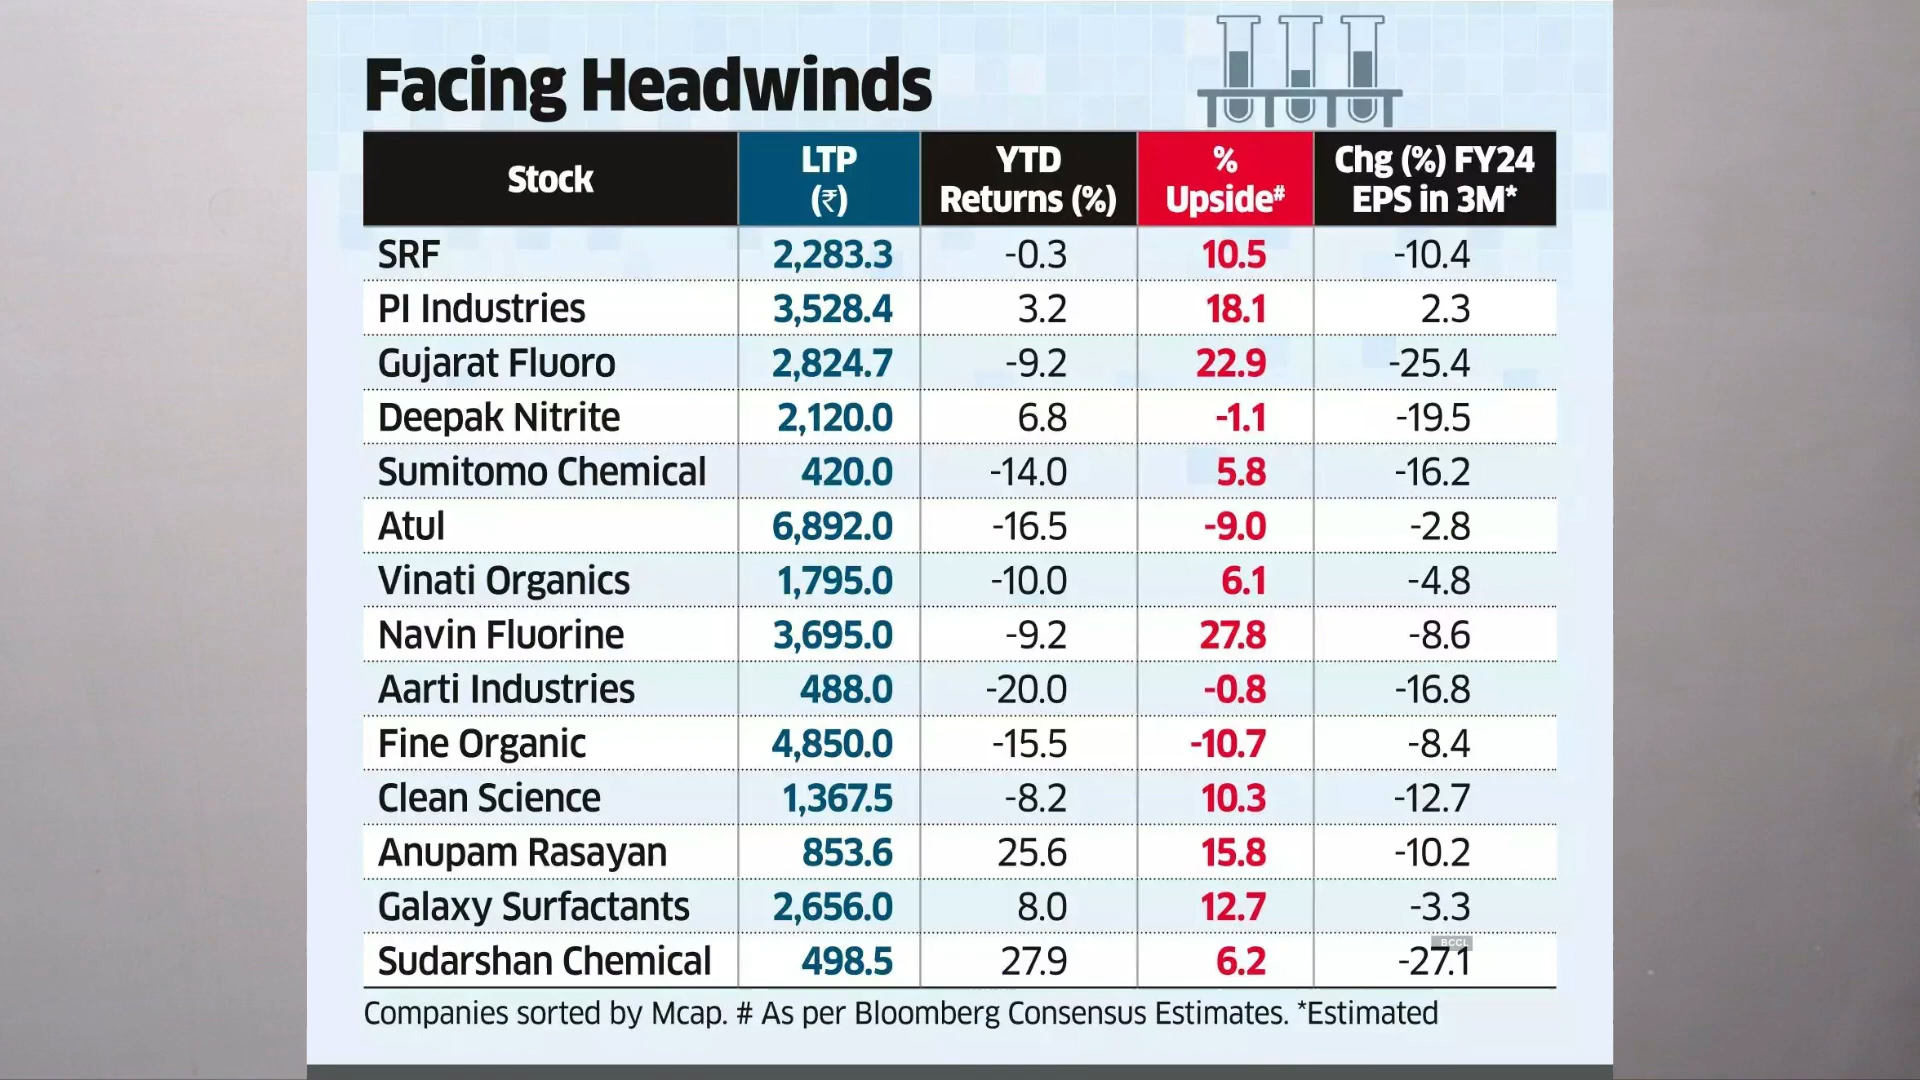 Facing Headwinds
Stock LTP (₹) YTD Returns (%) % Upside# Chg (%) FY24 EPS in 3M*
SRF 2,283.3 -0.3 10.5 -10.4
PI Industries 3,528.4 3.2 18.1 2.3
Gujarat Fluoro 2,824.7 -9.2 22.9 -25.4
Deepak Nitrite 2,120.0 6.8 -1.1 -19.5
Sumitomo Chemical 420.0 -14.0 5.8 -16.2
Atul 6,892.0 -16.5 -9.0 -2.8
Vinati Organics 1,795.0 -10.0 6.1 -4.8
Navin Fluorine 3,695.0 -9.2 27.8 -8.6
Aarti Industries 488.0 -20.0 -0.8 -16.8
Fine Organic 4,850.0 -15.5 -10.7 -8.4
Clean Science 1,367.5 -8.2 10.3 -12.7
Anupam Rasayan 853.6 25.6 15.8 -10.2
Galaxy Surfactants 2,656.0 8.0 12.7 -3.3
BCCL
Sudarshan Chemical 498.5 27.9 6.2 -27.1
Companies sorted by Mcap. # As per Bloomberg Consensus Estimates. *Estimated